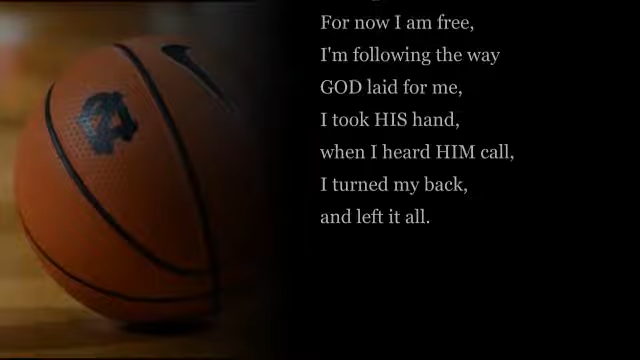 For now I am free,
I'm following the way
GOD laid for me,
I took HIS hand,
when I heard HIM call,
I turned my back,
and left it all.